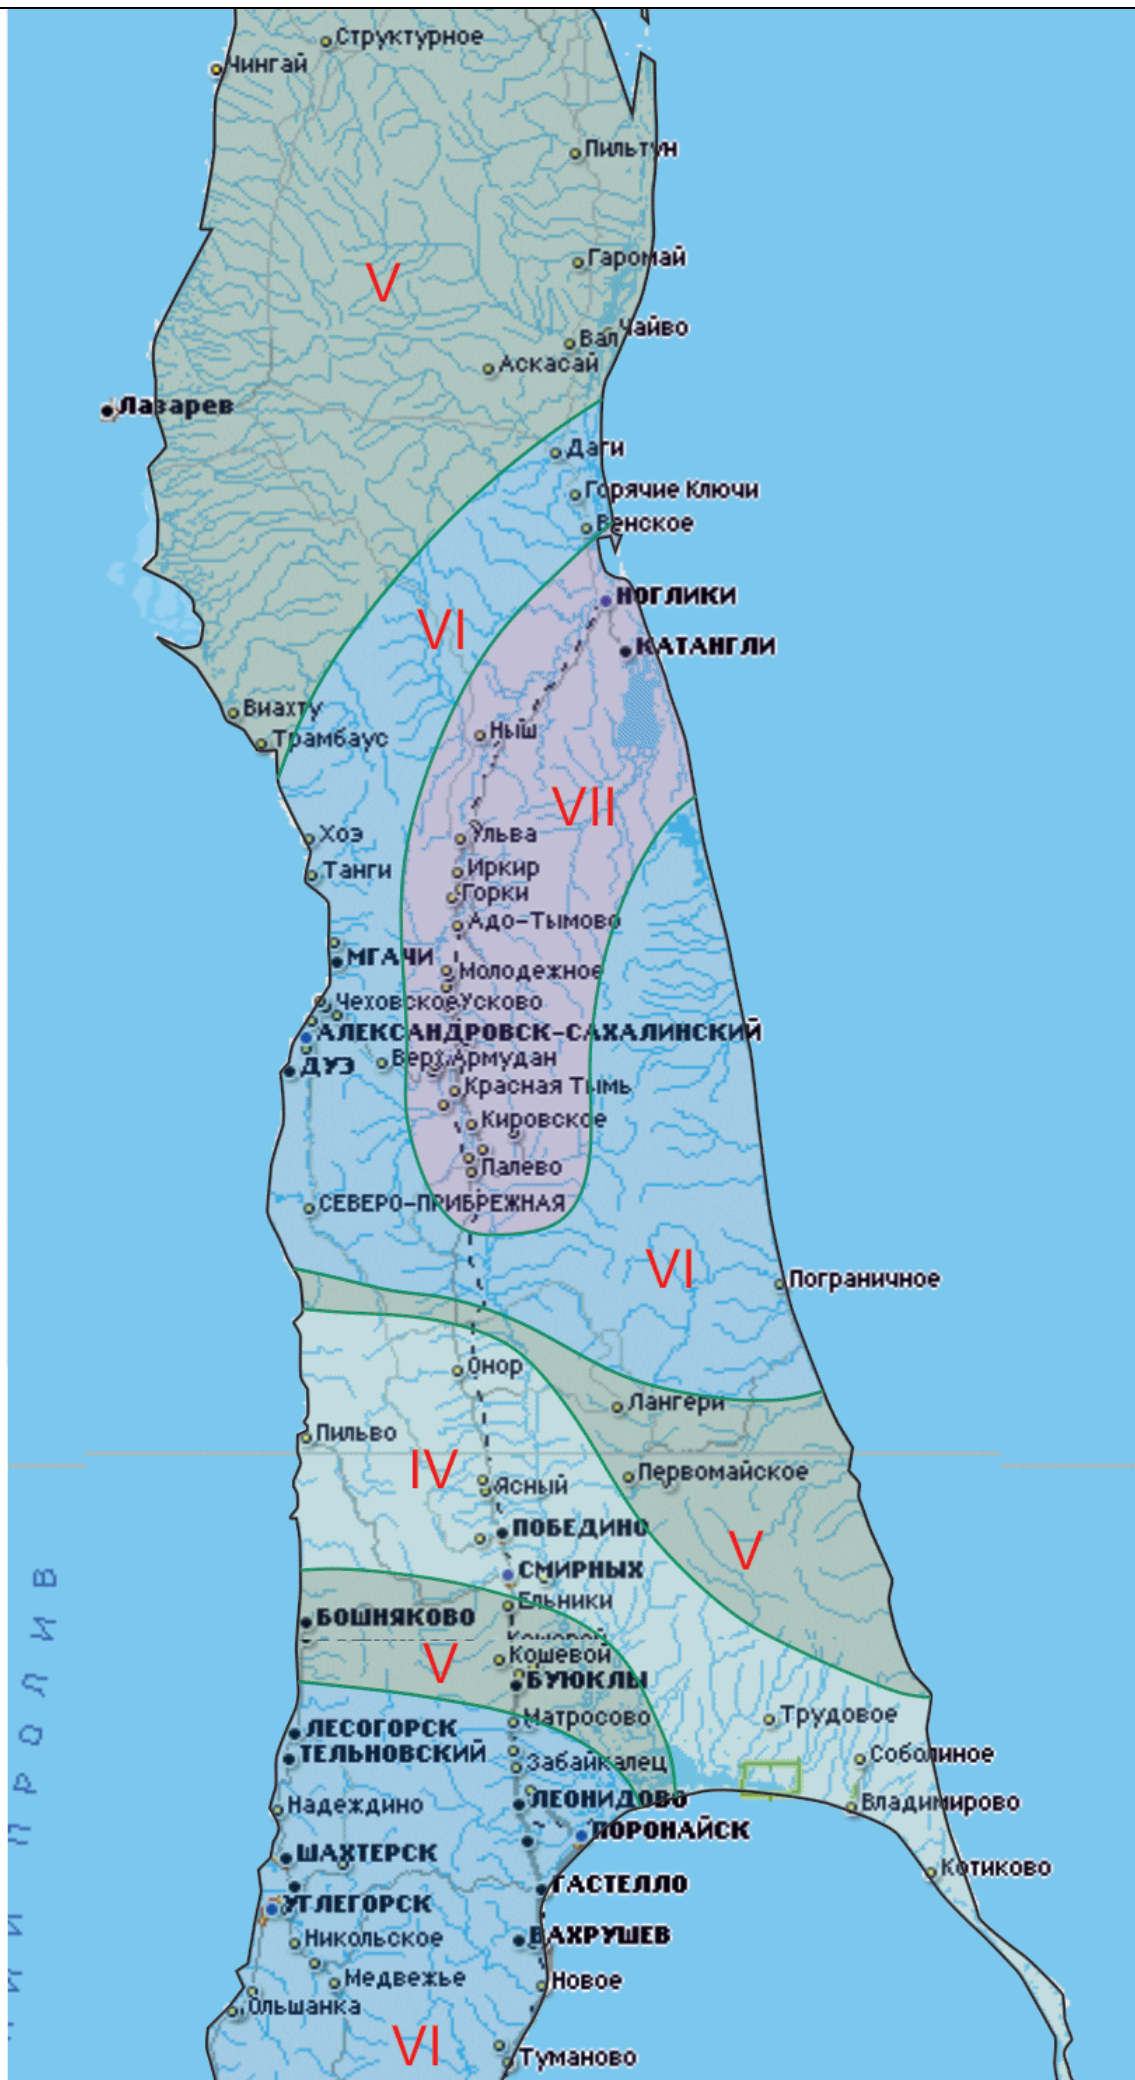 Структурное
Чингай
Пильтун
Гаромай
V
Чайво
Вал
Аскасай
Лазарев
Даги
Горячие Ключи
Венское
НОГЛИКИ
VI
КАТАНГЛИ
Виахту
Ныш
Трамбаус
VII
Хоэ
Ульва
Танги
Иркир
Горки
Адо-Тымово
МГАЧИ
Молодежное
Чеховское
Усково
АЛЕКСАНДРОВСК-САХАЛИНСКИЙ
Верх.Армудан
ДУЭ
Красная Тымь
Кировское
Палево
СЕВЕРО-ПРИБРЕЖНАЯ
VI
Пограничное
Онор
Лангери
Пильво
IV
Первомайское
Ясный
ПОБЕДИНО
V
СМИРНЫХ
Ельники
БОШНЯКОВО
V
Кошевой
БУЮКЛЫ
Матросово
Трудовое
ЛЕСОГОРСК
ТЕЛЬНОВСКИЙ
Соболиное
Забайкалец
ЛЕОНИДОВО
Надеждино
Владимирово
ПОРОНАЙСК
ШАХТЕРСК
Котиково
ГАСТЕЛЛО
УГЛЕГОРСК
Никольское
ВАХРУШЕВ
Медвежье
Новое
Ольшанка
VI
Туманово
ПРОЛИВ